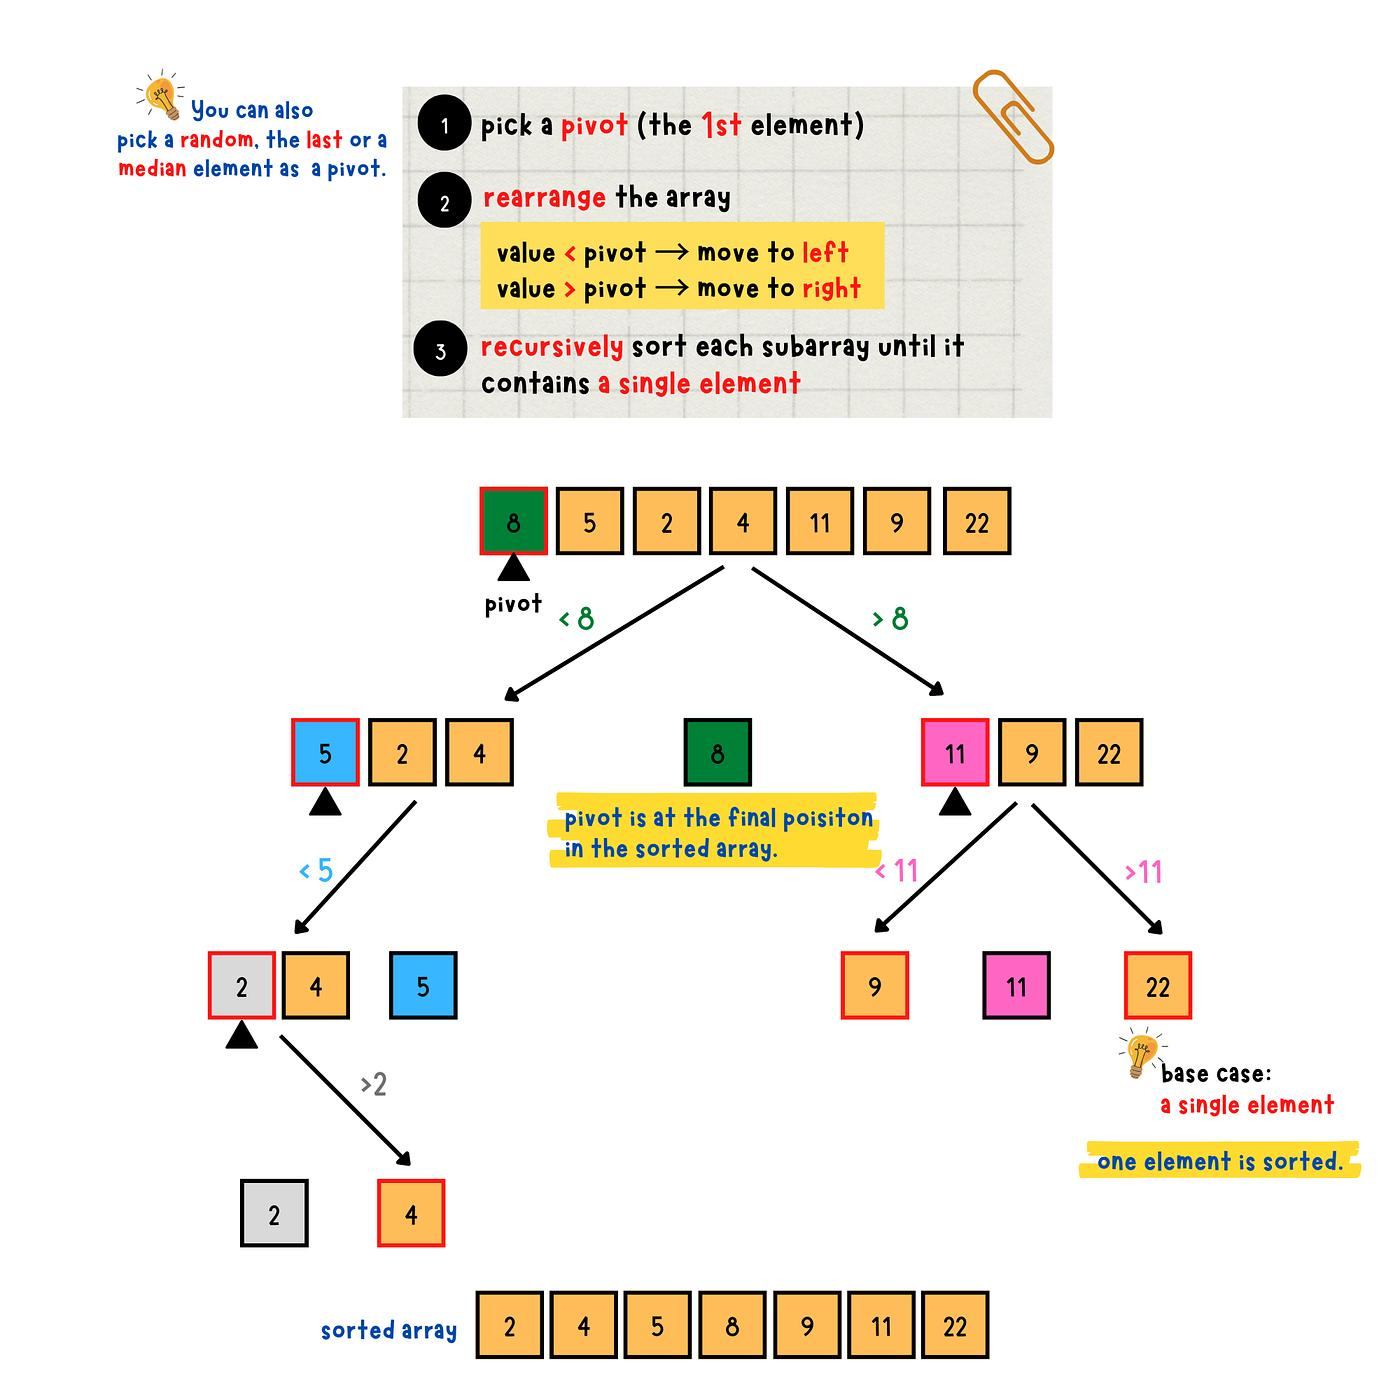 You can also
pick a random, the last or a
median element as a pivot.
1 pick a pivot (the 1st element)
2 rearrange the array
value < pivot → move to left
value > pivot → move to right
3 recursively sort each subarray until it
contains a single element
8 5 2 4 11 9 22
pivot
< 8 > 8
5 2 4 8 11 9 22
pivot is at the final poisiton
in the sorted array.
< 5 < 11 >11
2 4 5 9 11 22
base case:
a single element
>2
one element is sorted.
2 4
sorted array 2 4 5 8 9 11 22